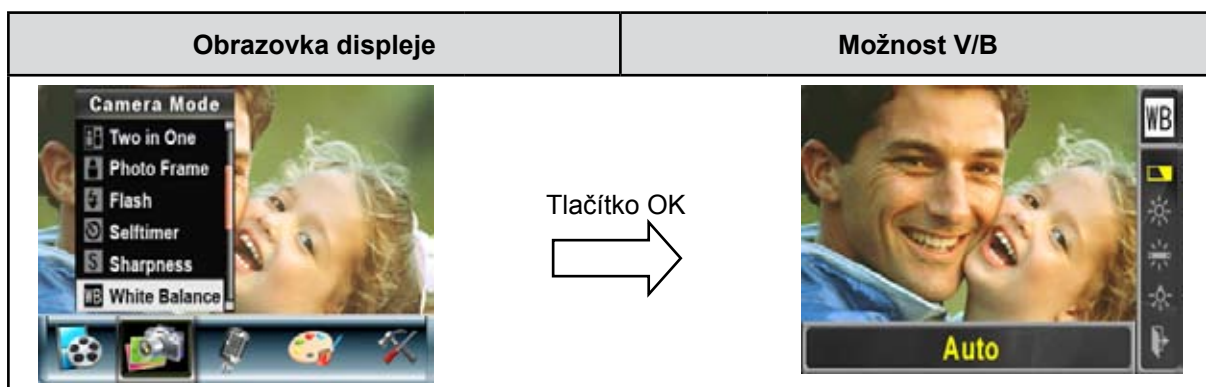 Obrazovka displeje
Možnost V/B
Camera Mode
Two in One
Photo Frame
Flash
Selftimer
S Sharpness
WB White Balance
Tlačítko OK
WB
Auto